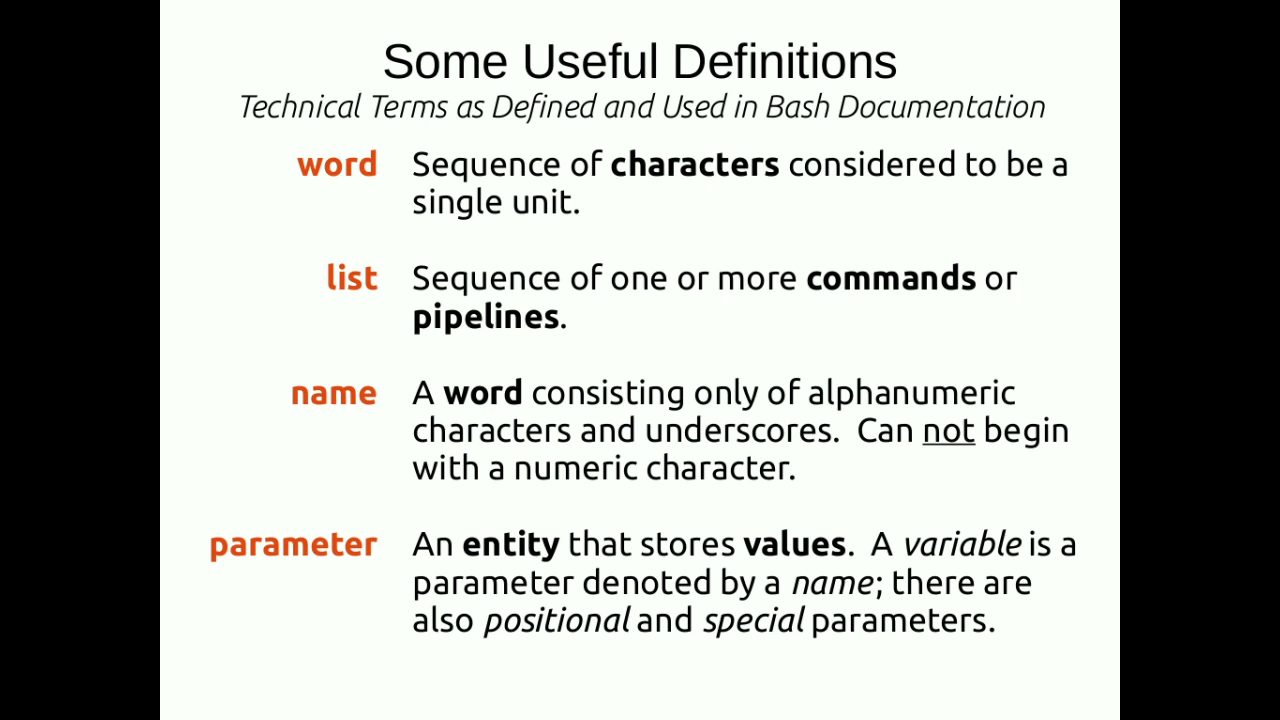 Some Useful Definitions
Technical Terms as Defined and Used in Bash Documentation
word Sequence of characters considered to be a
single unit.
list Sequence of one or more commands or
pipelines.
name A word consisting only of alphanumeric
characters and underscores.  Can not begin
with a numeric character.
parameter An entity that stores values.  A variable is a
parameter denoted by a name; there are
also positional and special parameters.